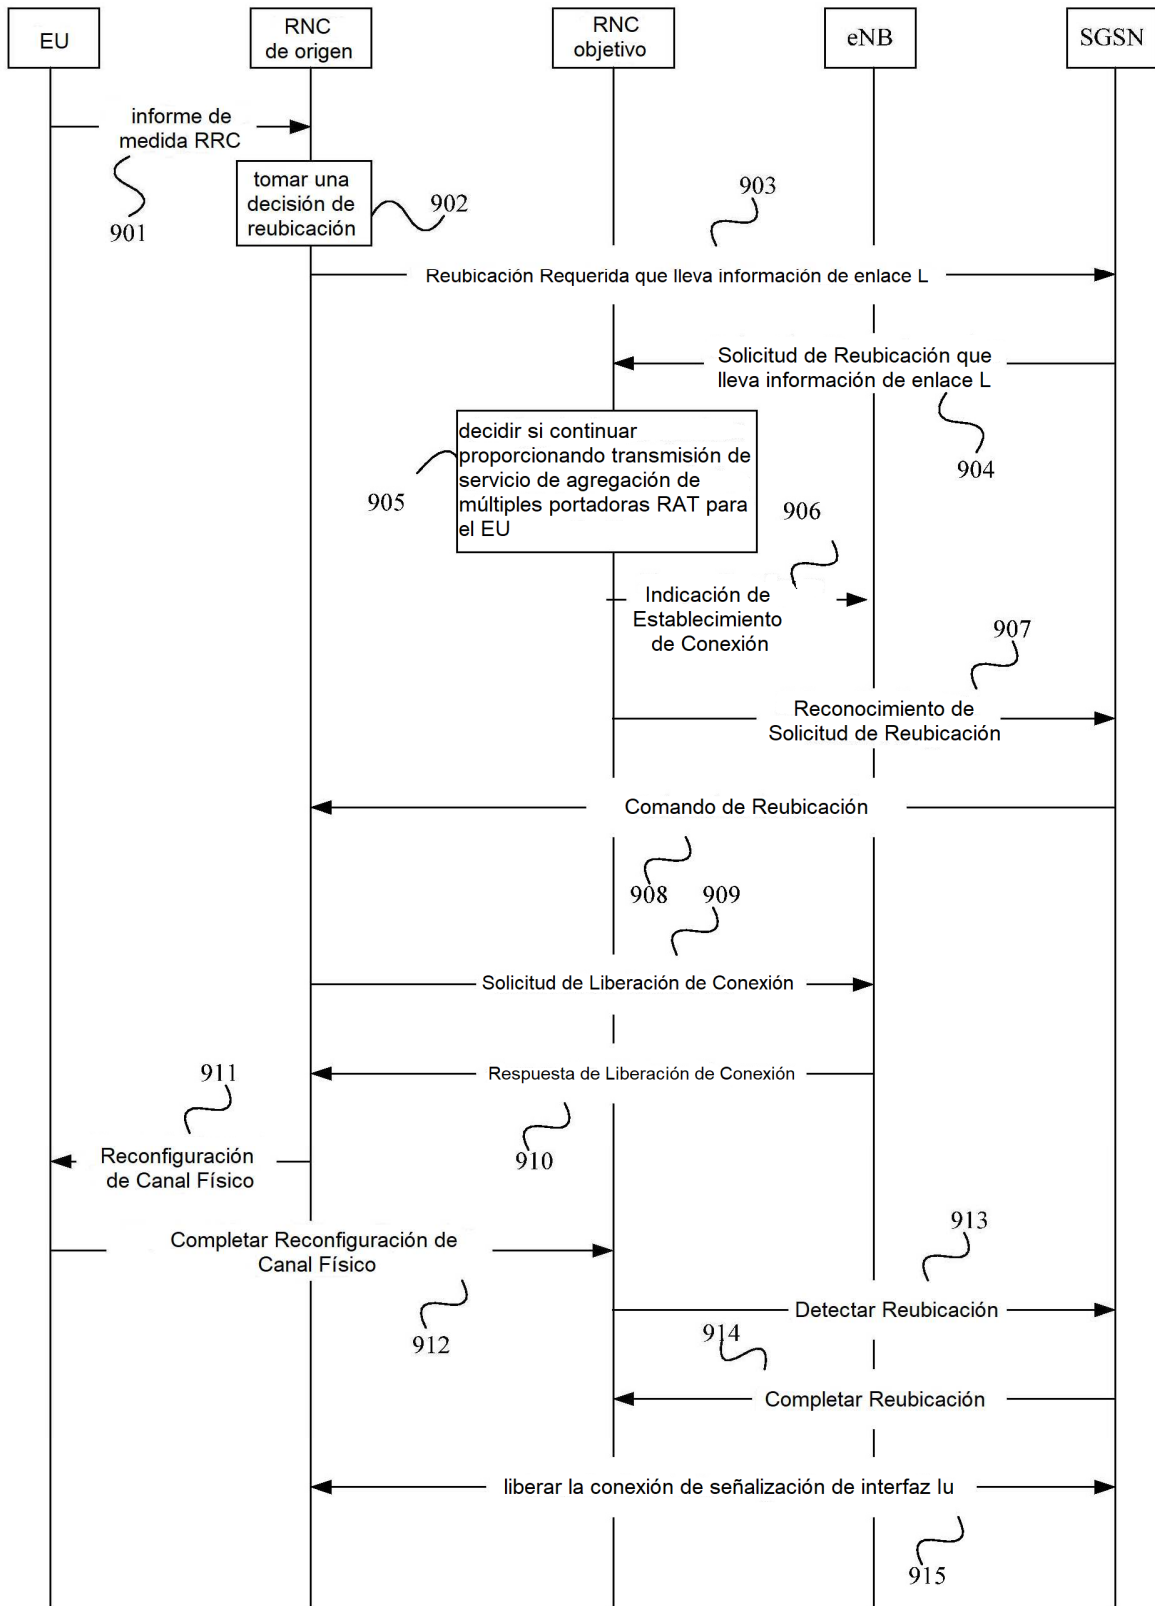 EU
RNC
de origen
RNC
objetivo
eNB
SGSN
informe de
medida RRC
901
tomar una
decisión de
reubicación
902
903
Reubicación Requerida que lleva información de enlace L
Solicitud de Reubicación que
lleva información de enlace L
904
decidir si continuar
proporcionando transmisión de
servicio de agregación de
múltiples portadoras RAT para
el EU
905
906
Indicación de
Establecimiento
de Conexión
907
Reconocimiento de
Solicitud de Reubicación
Comando de Reubicación
908
909
Solicitud de Liberación de Conexión
Respuesta de Liberación de Conexión
910
911
Reconfiguración
de Canal Físico
Completar Reconfiguración de
Canal Físico
912
913
Detectar Reubicación
914
Completar Reubicación
liberar la conexión de señalización de interfaz Iu
915